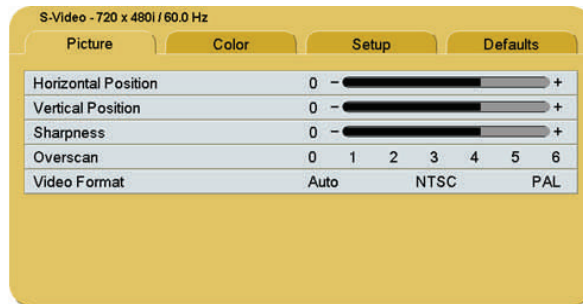 S-Video - 720 x 480i / 60.0 Hz
Picture Color Setup Defaults
Horizontal Position 0 - +
Vertical Position 0 - +
Sharpness 0 - +
Overscan 0 1 2 3 4 5 6
Video Format Auto NTSC PAL